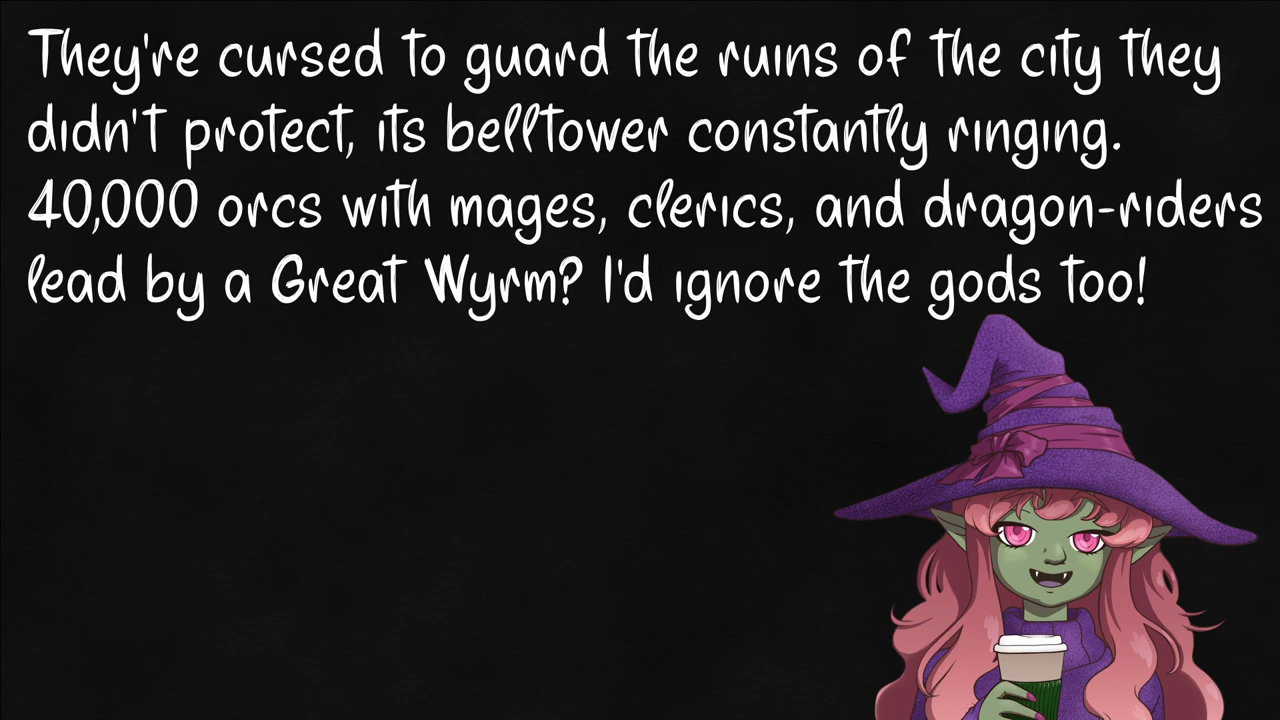 They're cursed to guard the ruins of the city they
didn't protect, its belltower constantly ringing.
40,000 orcs with mages, clerics, and dragon-riders
lead by a Great Wyrm? I'd ignore the gods too!